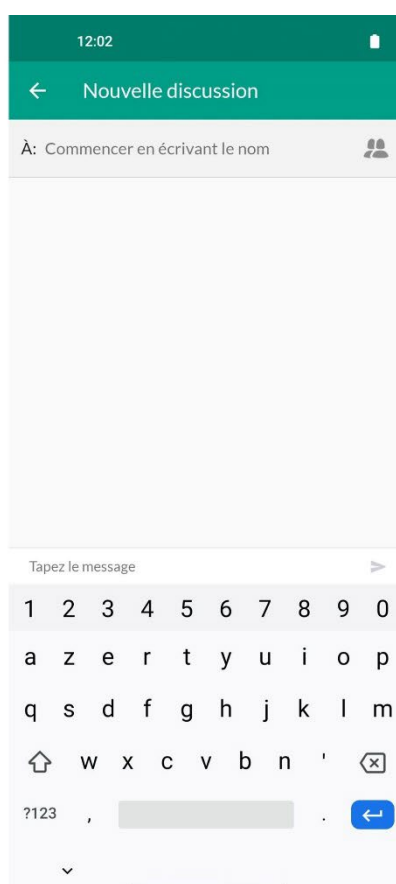 12:02
Nouvelle discussion
À: Commencer en écrivant le nom
Tapez le message
1 2 3 4 5 6 7 8 9 0
a z e r t y u i o p
q s d f g h j k l m
w x c v b n '
?123 , .